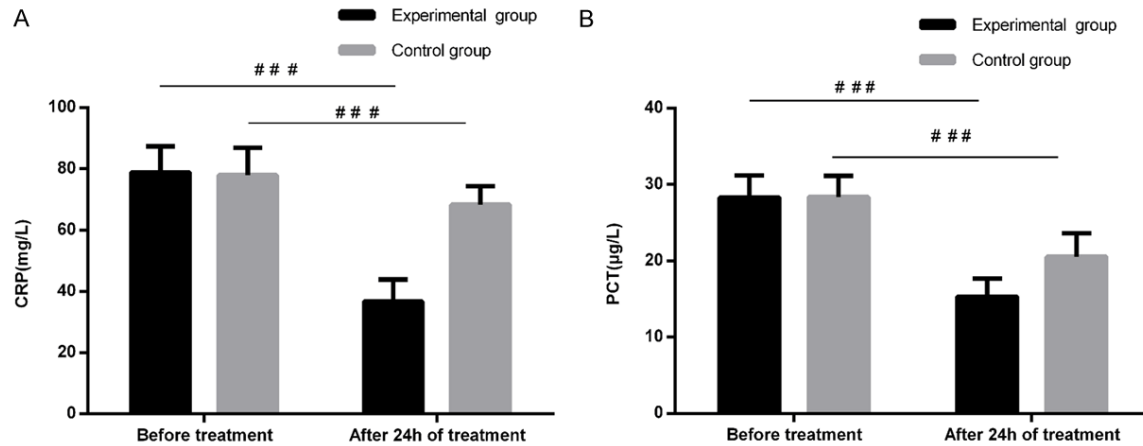 A
Experimental group
Control group
# # #
# # #
100
80
60
40
20
0
CRP(mg/L)
Before treatment
After 24h of treatment
B
Experimental group
Control group
# ##
# ##
40
30
20
10
0
PCT(μg/L)
Before treatment
After 24h of treatment